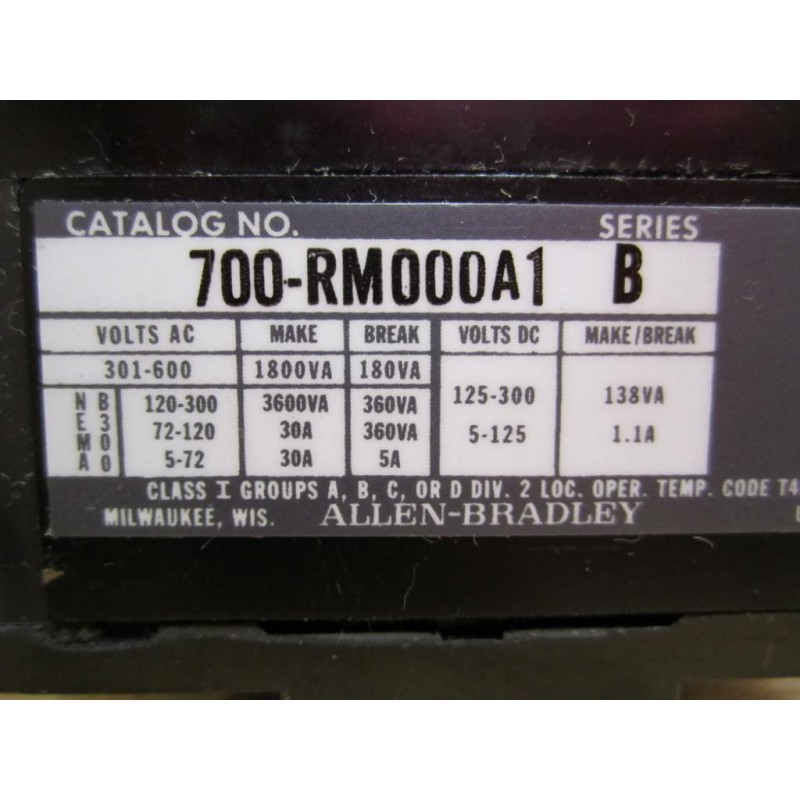 CATALOG NO. SERIES
700-RM000A1 B
VOLTS AC MAKE BREAK VOLTS DC MAKE/BREAK
301-600 1800VA 180VA
125-300 138VA
NEMA B300 120-300 3600VA 360VA
72-120 30A 360VA 5-125 1.1A
5-72 30A 5A
CLASS I GROUPS A, B, C, OR D DIV. 2 LOC. OPER. TEMP. CODE T4
MILWAUKEE, WIS. ALLEN-BRADLEY